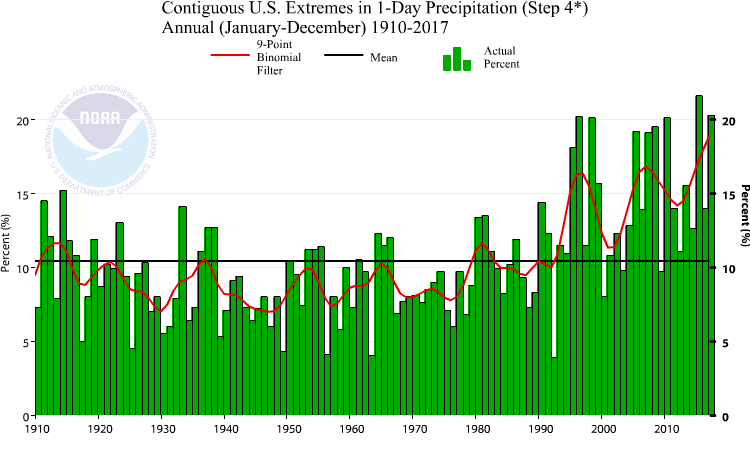 Contiguous U.S. Extremes in 1-Day Precipitation (Step 4*)
Annual (January-December) 1910-2017
9-Point
Binomial
Filter
Mean
Actual
Percent
NATIONAL OCEANIC AND ATMOSPHERIC ADMINISTRATION
NOAA
U.S. DEPARTMENT OF COMMERCE
Percent (%)
20
15
10
5
0
20
15
10
5
0
Percent (%)
1910 1920 1930 1940 1950 1960 1970 1980 1990 2000 2010